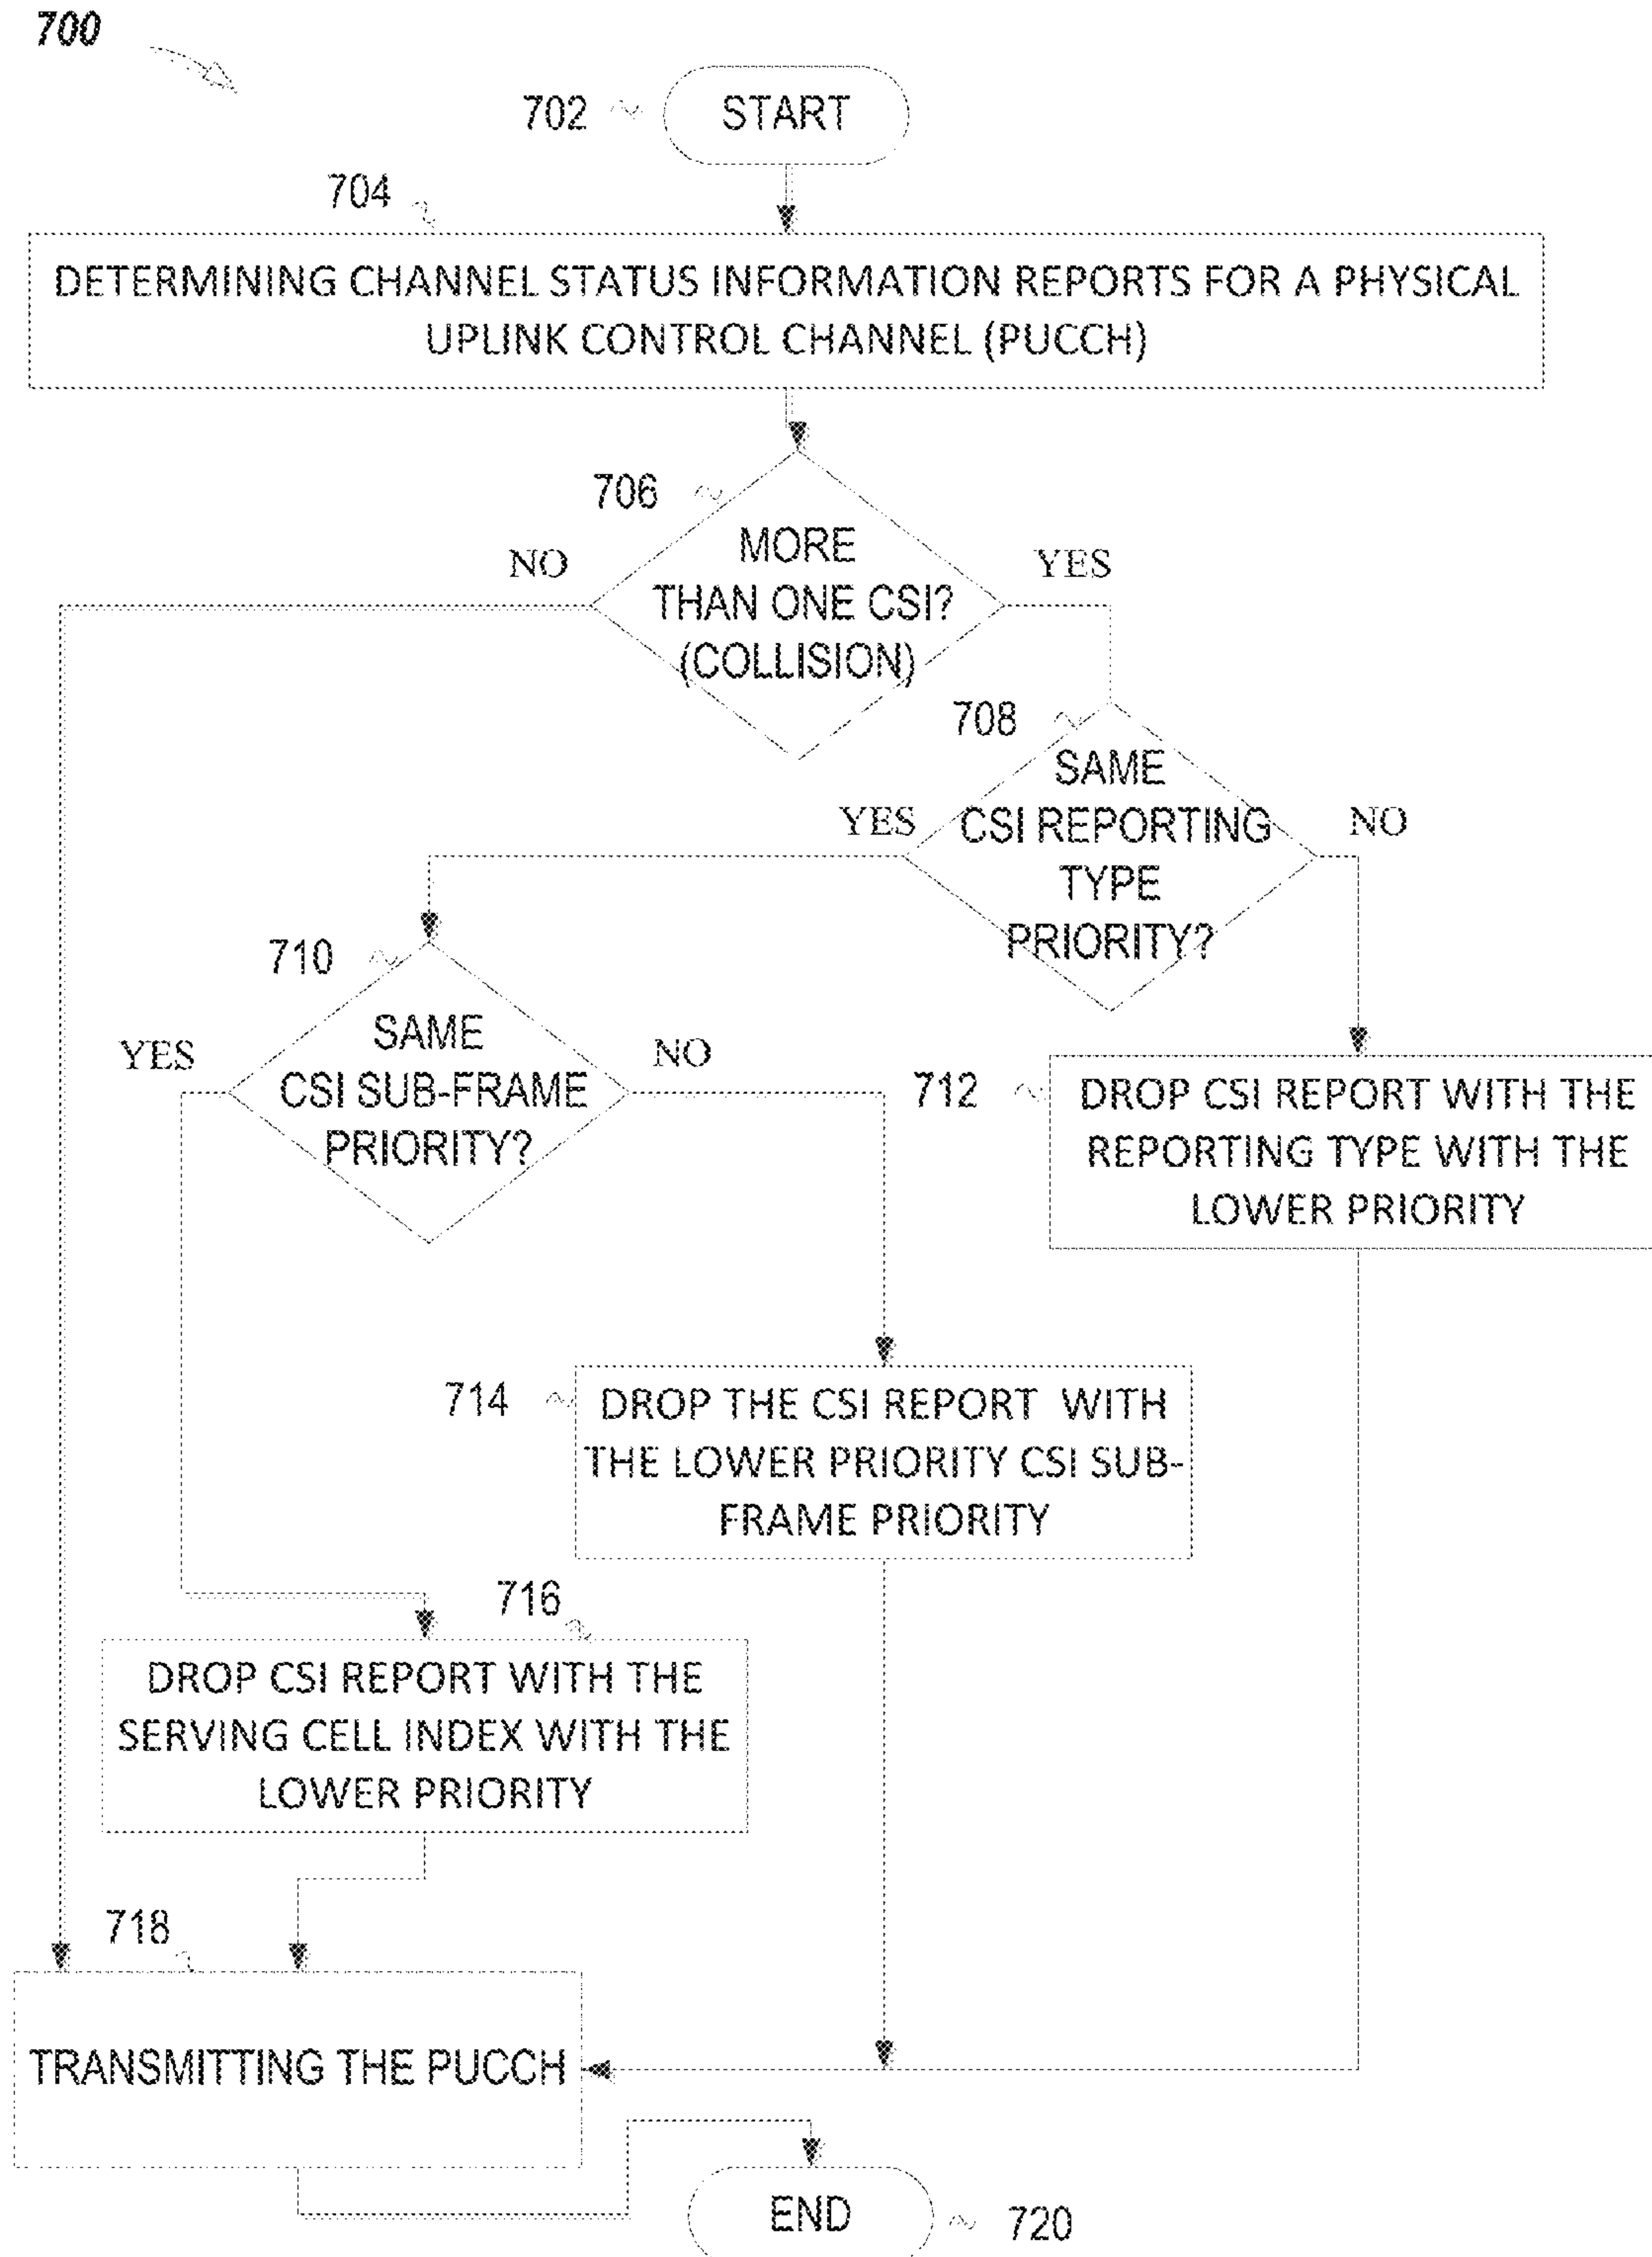 700
702
START
704
DETERMINING CHANNEL STATUS INFORMATION REPORTS FOR A PHYSICAL
UPLINK CONTROL CHANNEL (PUCCH)
706
MORE
THAN ONE CSI?
(COLLISION)
NO
YES
708
SAME
CSI REPORTING
TYPE
PRIORITY?
YES
NO
710
SAME
CSI SUB-FRAME
PRIORITY?
YES
NO
712
DROP CSI REPORT WITH THE
REPORTING TYPE WITH THE
LOWER PRIORITY
714
DROP THE CSI REPORT WITH
THE LOWER PRIORITY CSI SUB-
FRAME PRIORITY
716
DROP CSI REPORT WITH THE
SERVING CELL INDEX WITH THE
LOWER PRIORITY
718
TRANSMITTING THE PUCCH
END
720